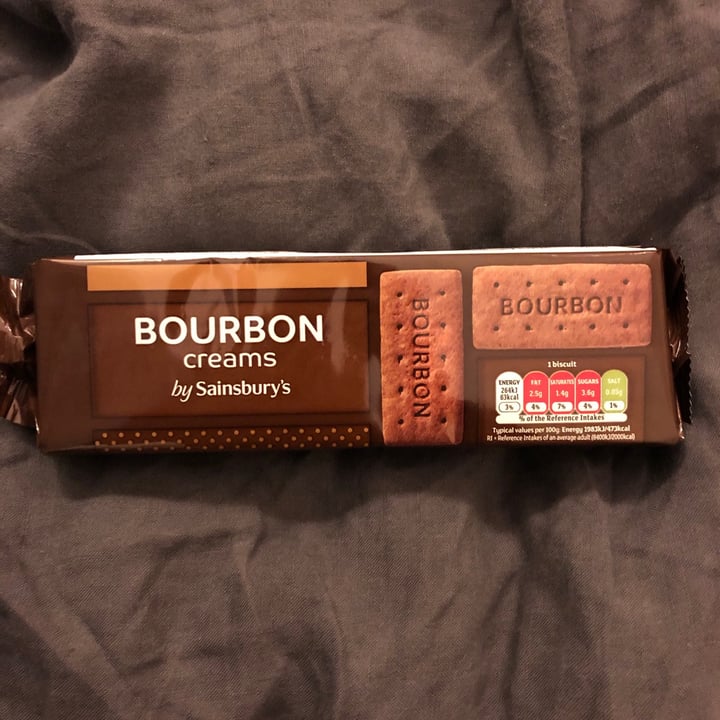 BOURBON
creams
by Sainsbury's
BOURBON
BOURBON
1 biscuit
ENERGY FAT SATURATES SUGARS SALT
264kJ 2.5g 1.4g 3.6g 0.05g
63kcal
3% 4% 7% 4% 1%
% of the Reference Intakes
Typical values per 100g: Energy 1983kJ/473kcal
RI = Reference Intakes of an average adult (8400kJ/2000kcal)